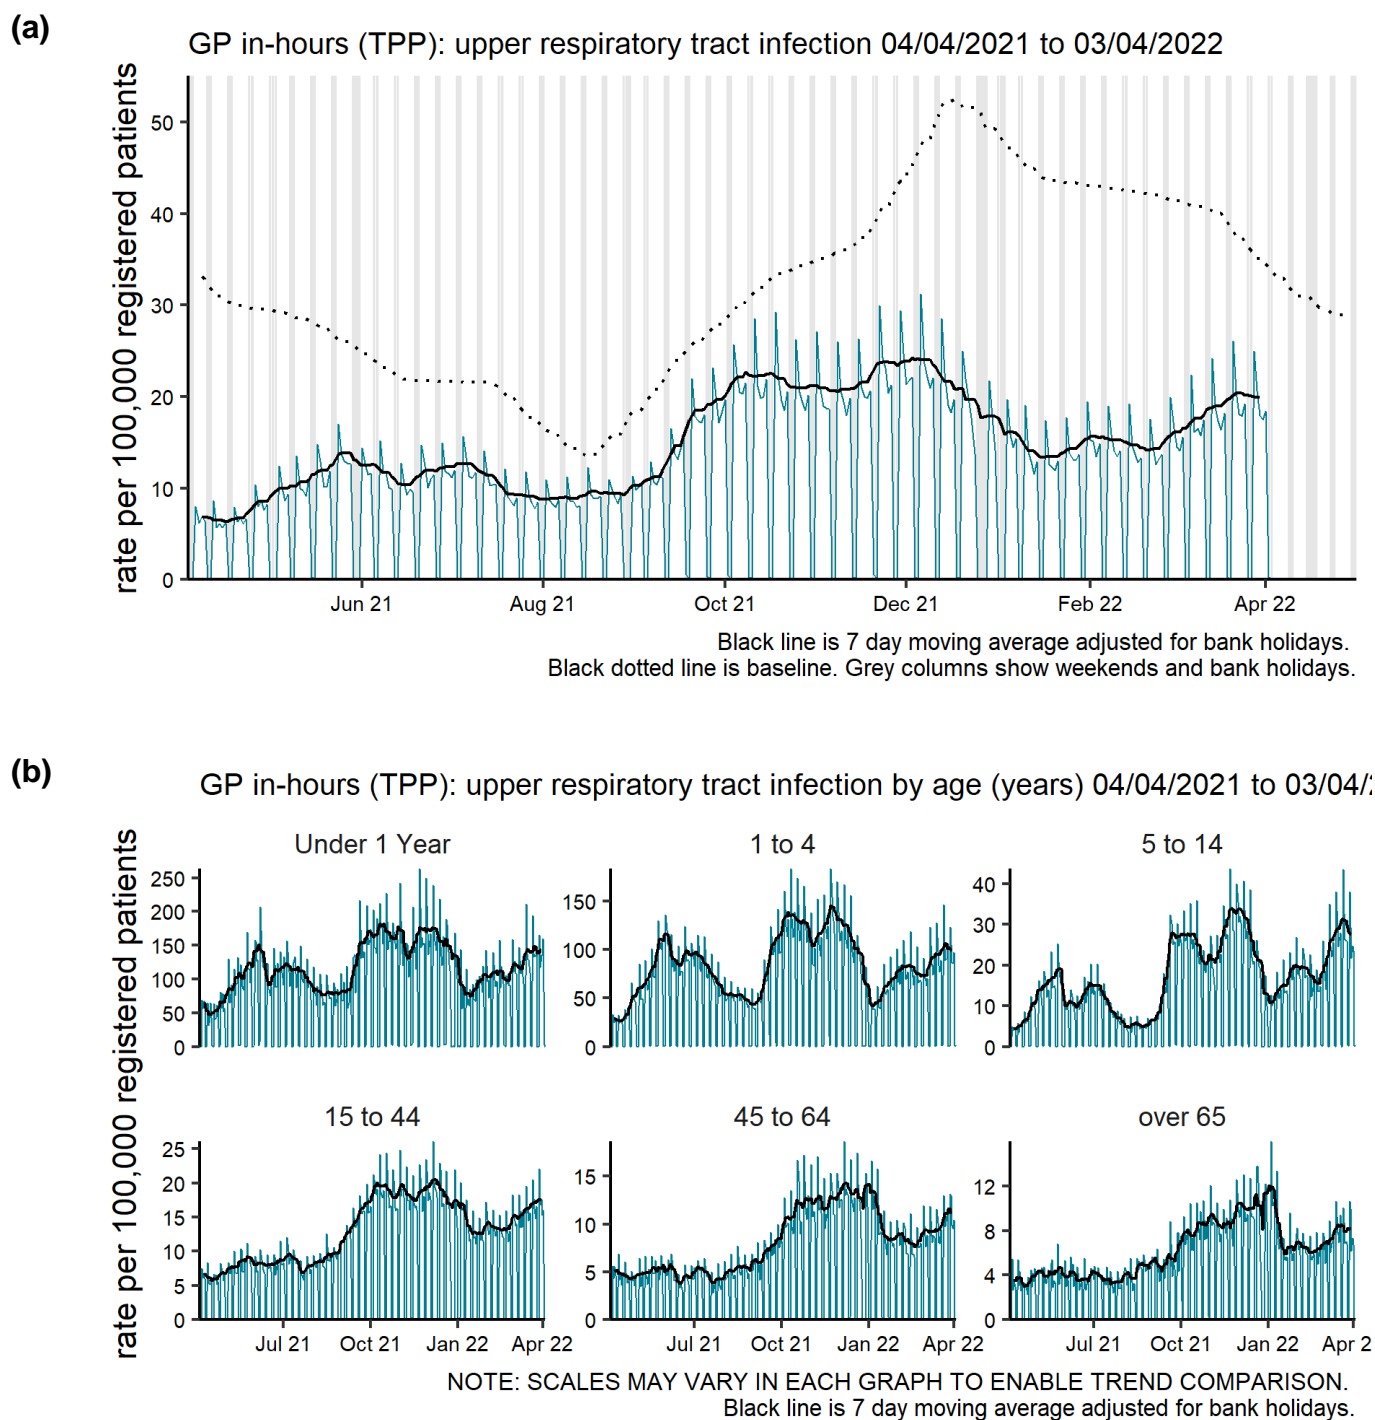 (a)
GP in-hours (TPP): upper respiratory tract infection 04/04/2021 to 03/04/2022
rate per 100,000 registered patients
50
40
30
20
10
0
Jun 21 Aug 21 Oct 21 Dec 21 Feb 22 Apr 22
Black line is 7 day moving average adjusted for bank holidays.
Black dotted line is baseline. Grey columns show weekends and bank holidays.
(b)
GP in-hours (TPP): upper respiratory tract infection by age (years) 04/04/2021 to 03/04/
rate per 100,000 registered patients
Under 1 Year
250
200
150
100
50
0
1 to 4
150
100
50
0
5 to 14
40
30
20
10
0
15 to 44
25
20
15
10
5
0
Jul 21 Oct 21 Jan 22 Apr 22
45 to 64
15
10
5
0
Jul 21 Oct 21 Jan 22 Apr 22
over 65
12
8
4
0
Jul 21 Oct 21 Jan 22 Apr 2
NOTE: SCALES MAY VARY IN EACH GRAPH TO ENABLE TREND COMPARISON.
Black line is 7 day moving average adjusted for bank holidays.